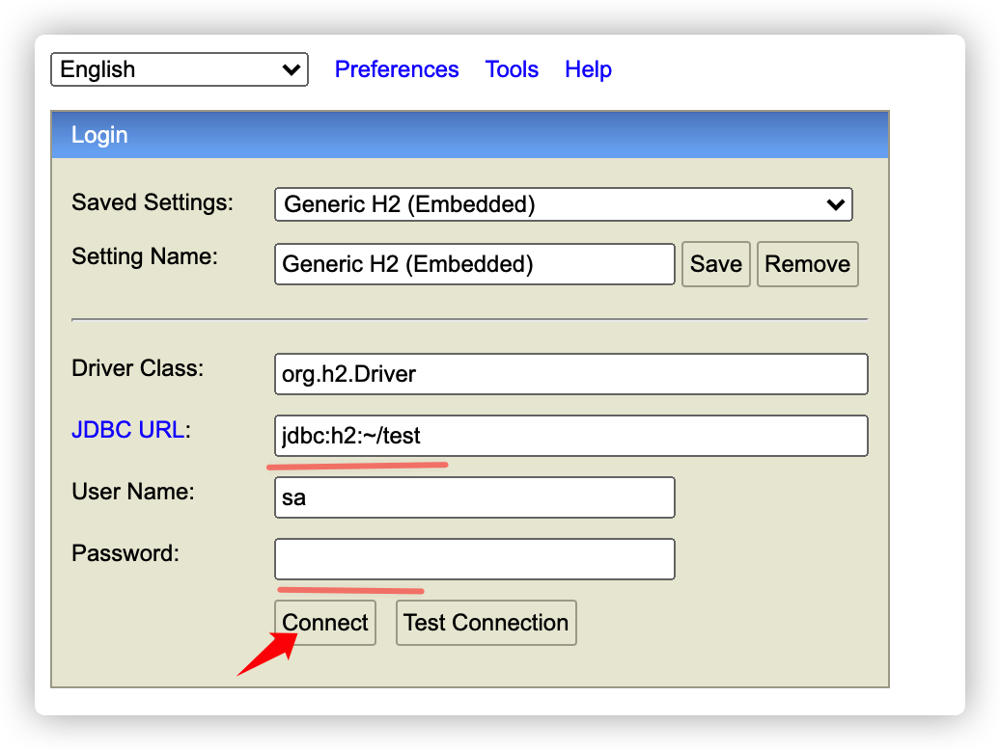 English Preferences Tools Help
Login
Saved Settings: Generic H2 (Embedded)
Setting Name: Generic H2 (Embedded) Save Remove
Driver Class: org.h2.Driver
JDBC URL: jdbc:h2:~/test
User Name: sa
Password:
Connect Test Connection